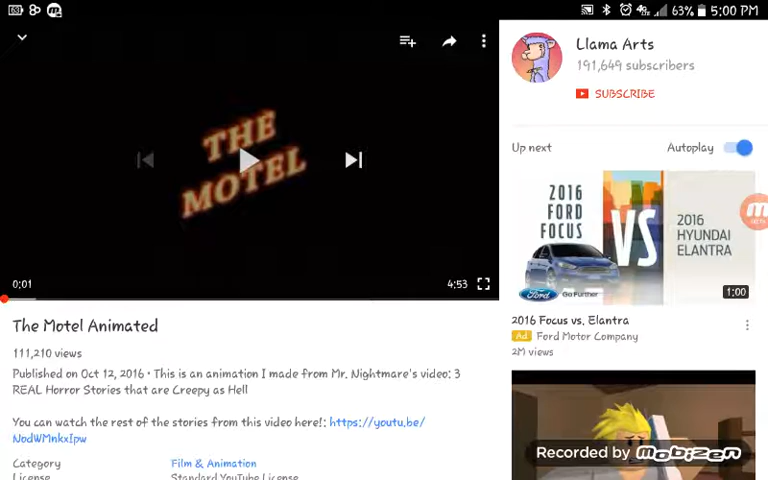 63%
5:00 PM
THE
MOTEL
0:01
4:53
The Motel Animated
111,210 views
Published on Oct 12, 2016 • This is an animation I made from Mr. Nightmare's video: 3
REAL Horror Stories that are Creepy as Hell
You can watch the rest of the stories from this video here!: https://youtu.be/
NodWMnkxIpw
Category
Film & Animation
License
Standard YouTube License
Llama Arts
191,649 subscribers
SUBSCRIBE
Up next
Autoplay
2016
FORD
FOCUS
VS
2016
HYUNDAI
ELANTRA
Ford
Go Further
1:00
2016 Focus vs. Elantra
Ad
Ford Motor Company
2M views
Recorded by mobizen